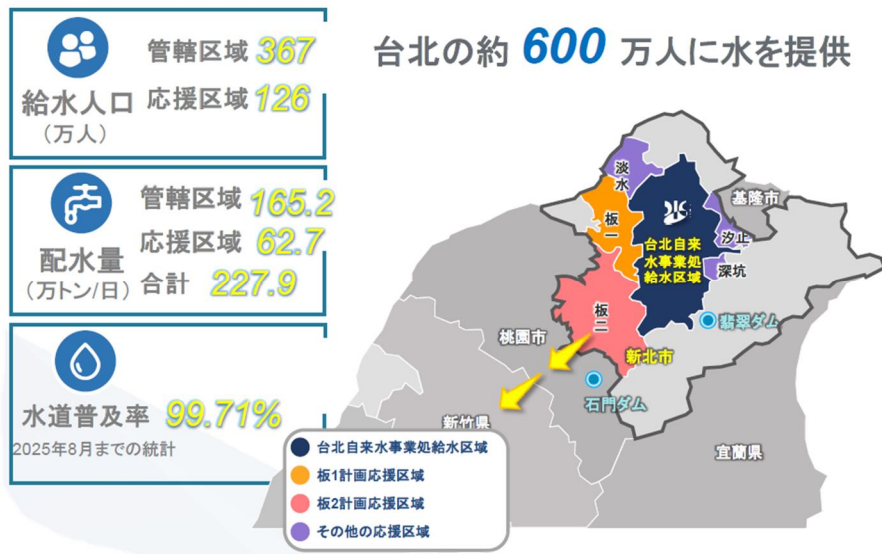 台北の約 600 万人に水を提供
管轄区域 367
給水人口 応援区域 126
(万人)
管轄区域 165.2
応援区域 62.7
配水量
(万トン/日) 合計 227.9
水道普及率 99.71%
2025年8月までの統計
淡水
基隆市
板一
汐止
台北自来
水事業処
給水区域
深坑
板二
翡翠ダム
桃園市
新北市
石門ダム
新竹県
宜蘭県
台北自来水事業処給水区域
板1計画応援区域
板2計画応援区域
その他の応援区域